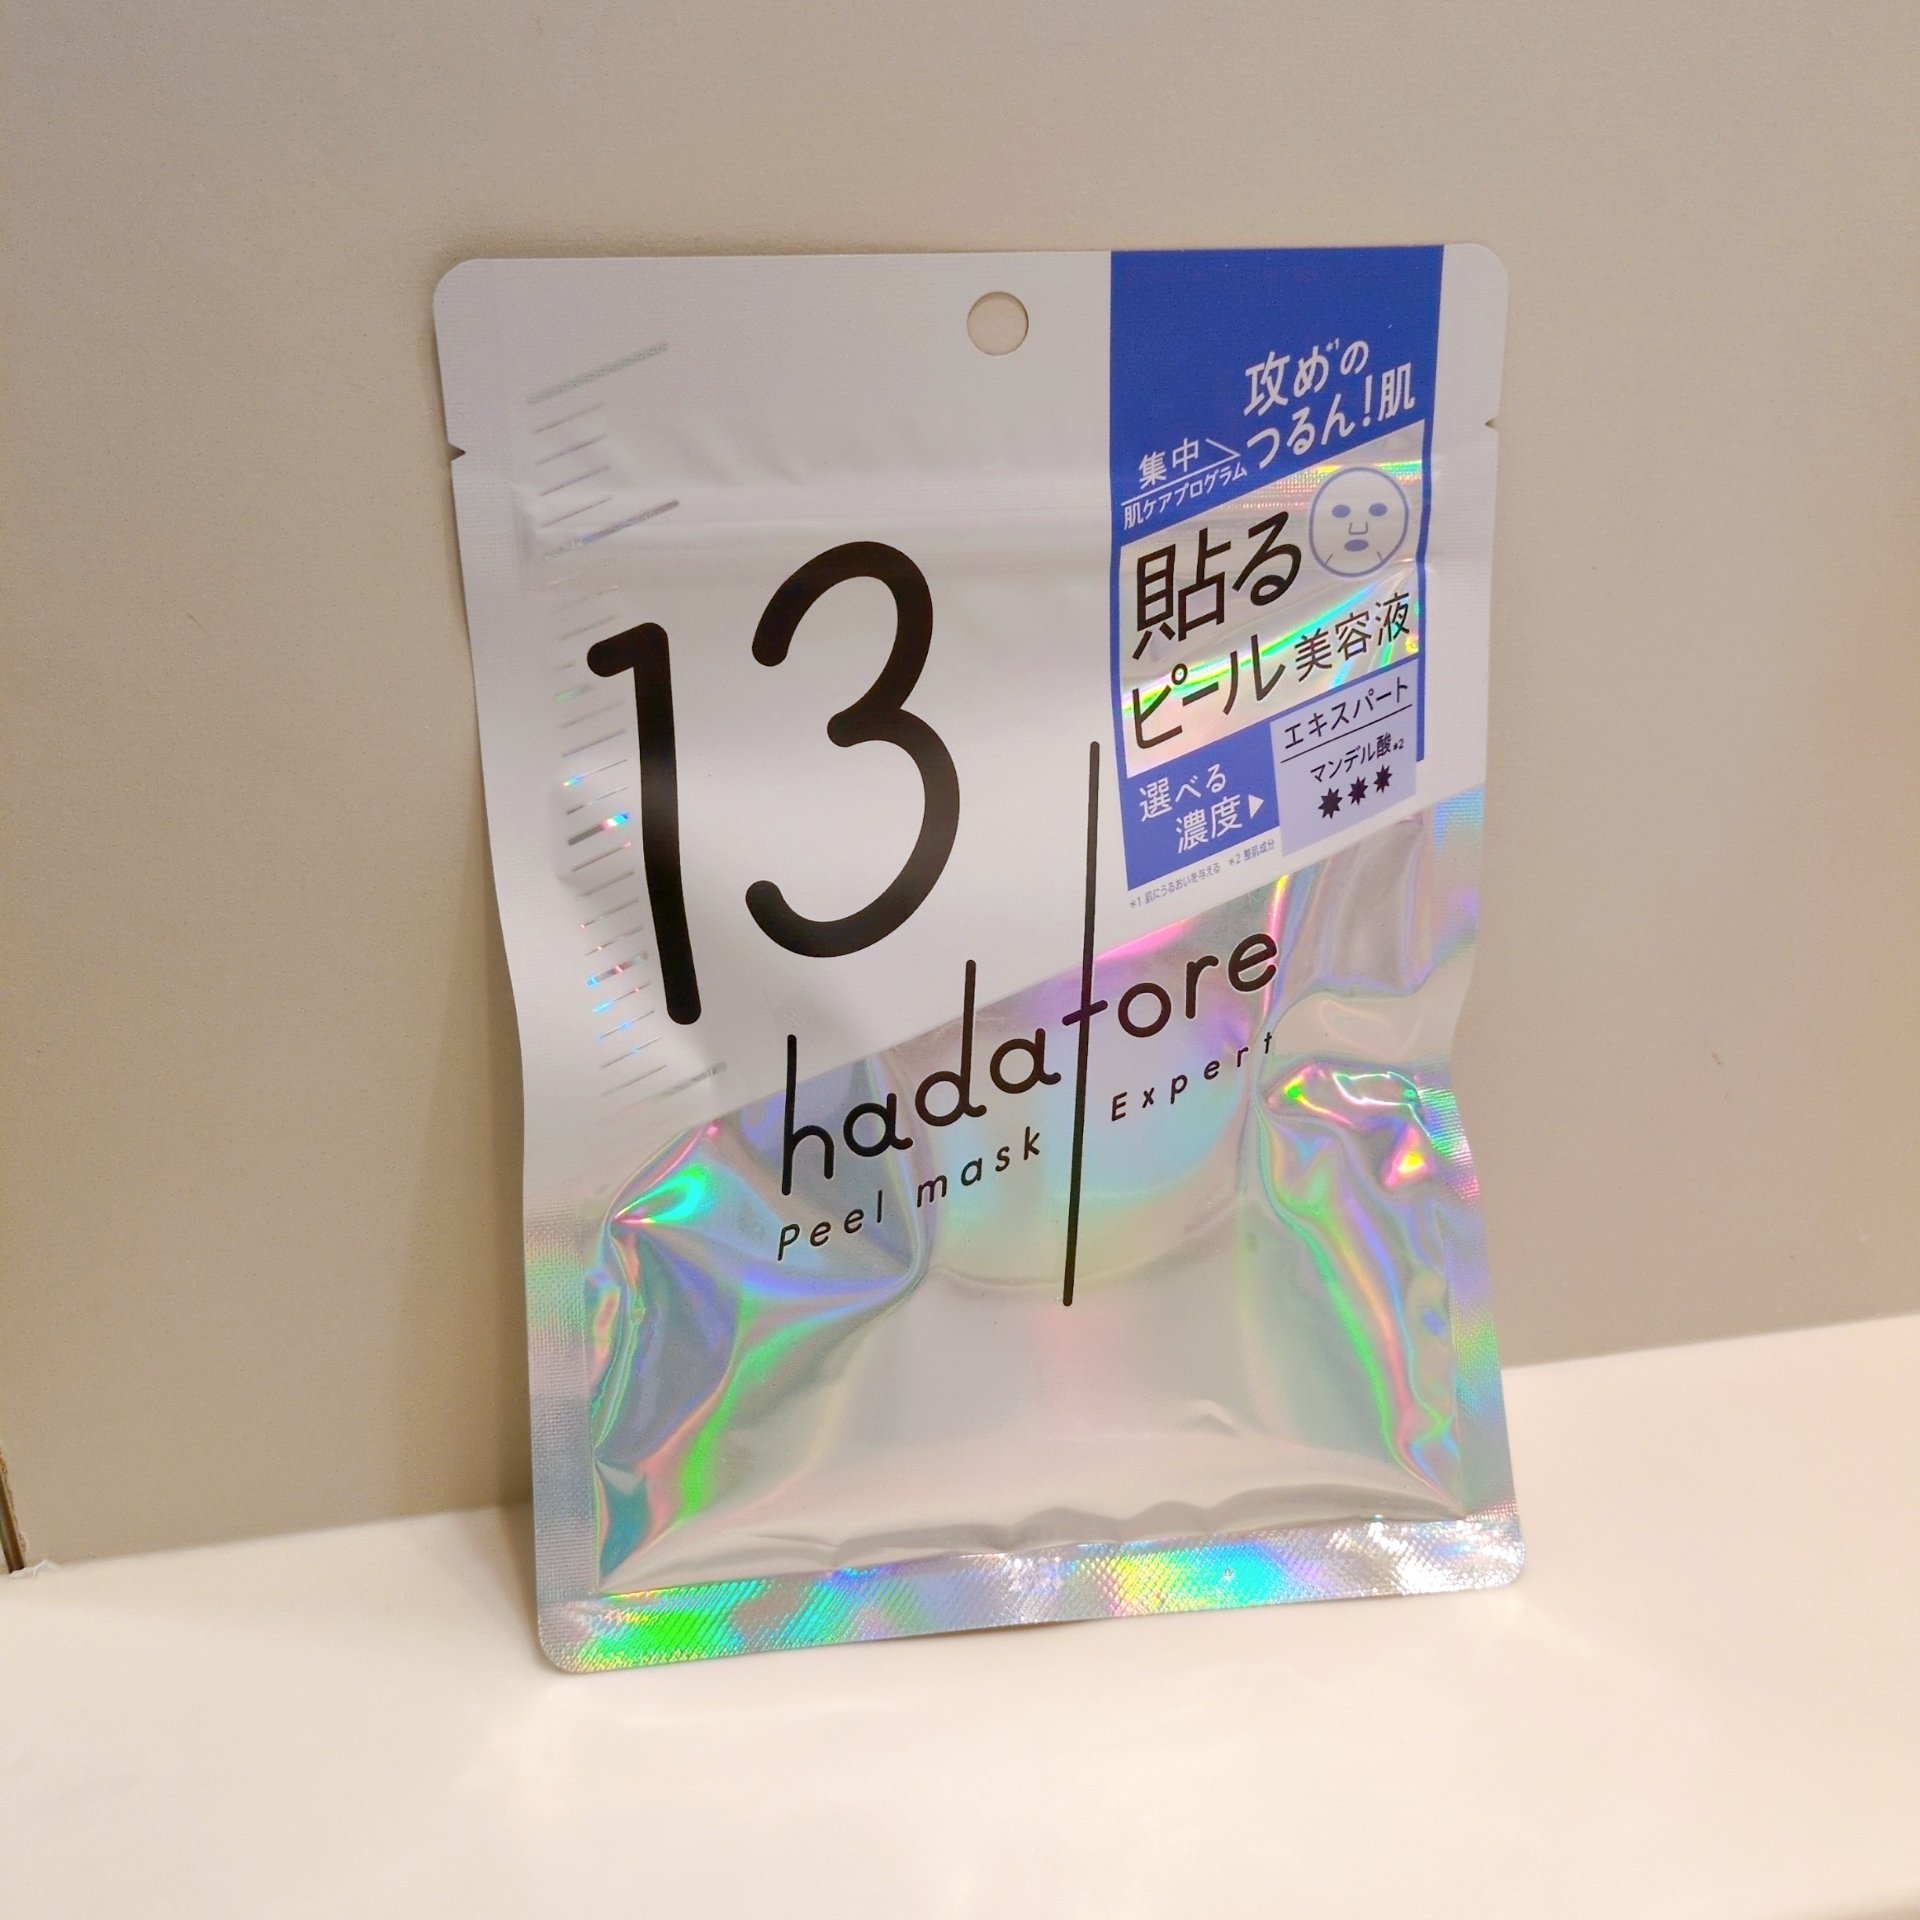 攻め*1の
つるん!肌
集中
肌ケアプログラム
貼る
ピール美容液
選べる
濃度▶
エキスパート
マンデル酸*2
*1 肌にうるおいを与える *2 整肌成分
13
hadafore
Peel mask Expert